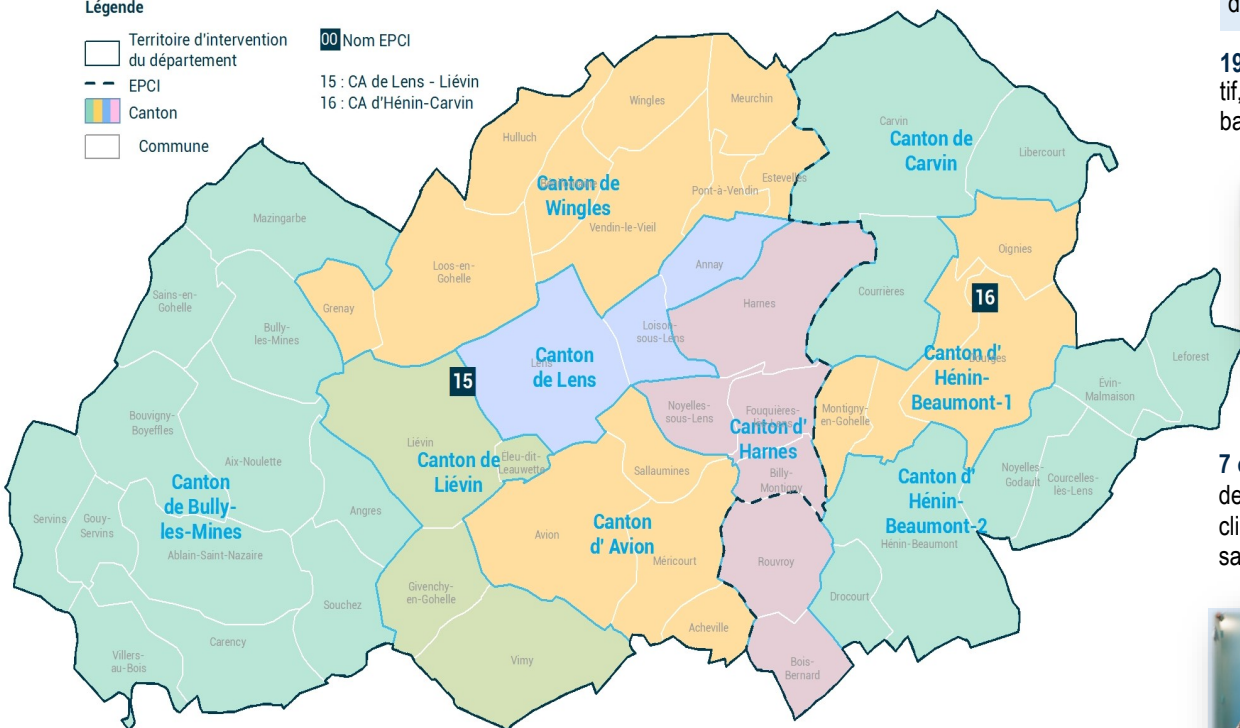 Légende
Territoire d'intervention
du département
EPCI
Canton
Commune
00 Nom EPCI
15 : CA de Lens - Liévin
16 : CA d'Hénin-Carvin
Wingles
Meurchin
Hulluch
Canton de
Wingles
Estevelles
Pont-à-Vendin
Vendin-le-Vieil
Carvin
Canton de
Carvin
Libercourt
Mazingarbe
Loos-en-
Gohelle
Annay
Oignies
Sains-en-
Gohelle
Grenay
Harnes
Courrières
16
Bully-
les-Mines
Loison-
sous-Lens
Lens
Canton
de Lens
15
Canton d'
Hénin-
Beaumont-1
Leforest
Évin-
Malmaison
Bouvigny-
Boyeffles
Noyelles-
sous-Lens
Montigny-
en-Gohelle
Canton d'
Harnes
Billy-
Montigny
Liévin
Canton de
Liévin
Éleu-dit-
Leauwette
Aix-Noulette
Sallaumines
Noyelles-
Godault
Courcelles-
lès-Lens
Canton
de Bully-
les-Mines
Servins
Gouy-
Servins
Angres
Ablain-Saint-Nazaire
Avion
Canton
d' Avion
Méricourt
Canton d'
Hénin-
Beaumont-2
Hénin-Beaumont
Rouvroy
Givenchy-
en-Gohelle
Souchez
Drocourt
Carency
Acheville
Villers-
au-Bois
Vimy
Bois-
Bernard
19
tif,
ba
7
de
cli
sa